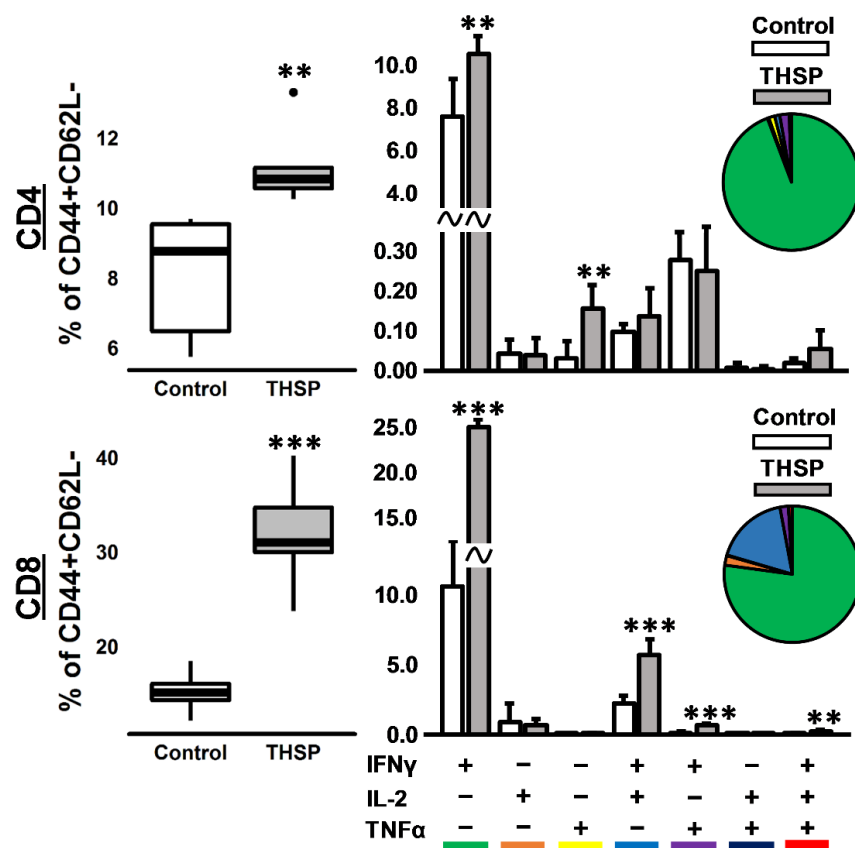 CD4
% of CD44+CD62L-
12
10
8
6
**
Control
THSP
10.0
8.0
6.0
4.0
0.30
0.20
0.10
0.00
**
**
Control
THSP
CD8
% of CD44+CD62L-
40
30
20
***
Control
THSP
25.0
20.0
15.0
10.0
5.0
0.0
***
***
***
**
Control
THSP
IFNγ + – – + + – +
IL-2 – + – + – + +
TNFα – – + – + + +